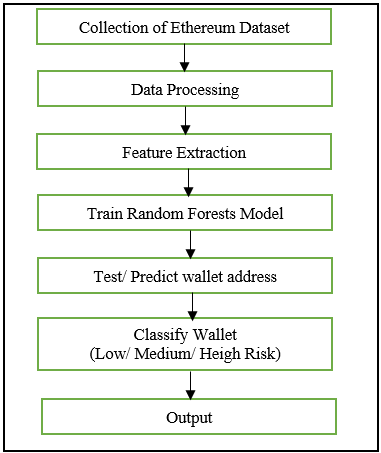 Collection of Ethereum Dataset
Data Processing
Feature Extraction
Train Random Forests Model
Test/ Predict wallet address
Classify Wallet
(Low/ Medium/ Heigh Risk)
Output